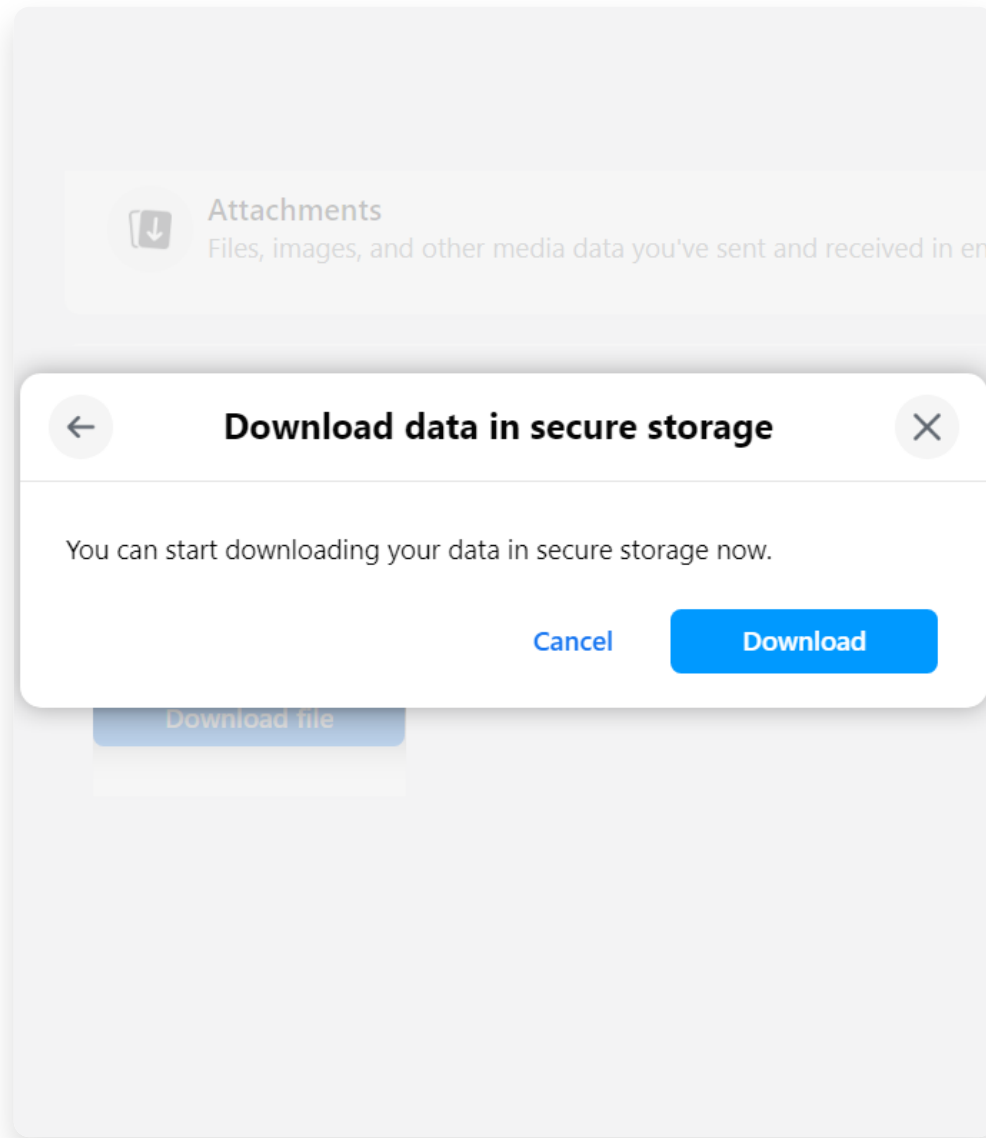 Attachments
Files, images, and other media data you've sent and received in en
Download data in secure storage
You can start downloading your data in secure storage now.
Cancel Download
Download file